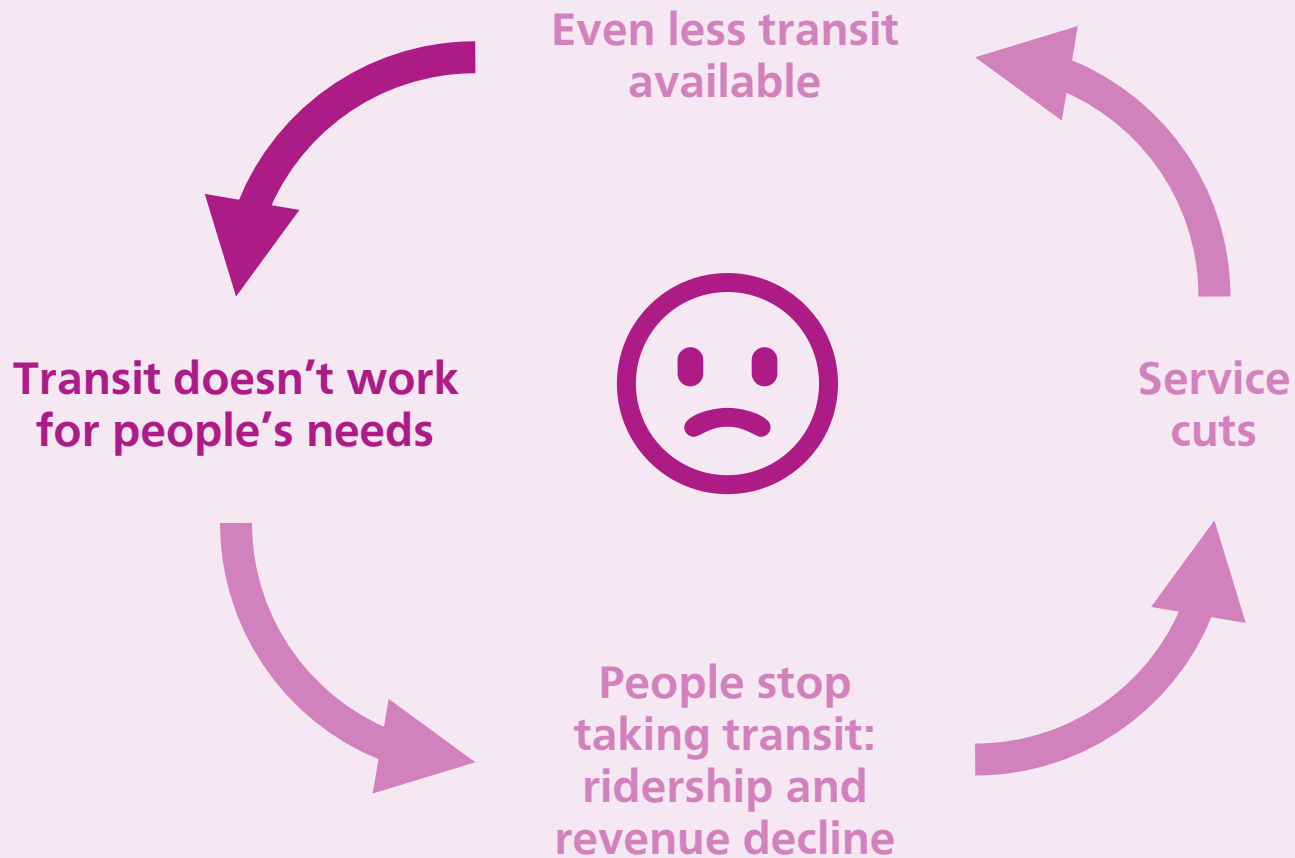 Even less transit
available
Transit doesn’t work
for people’s needs
Service
cuts
People stop
taking transit:
ridership and
revenue decline